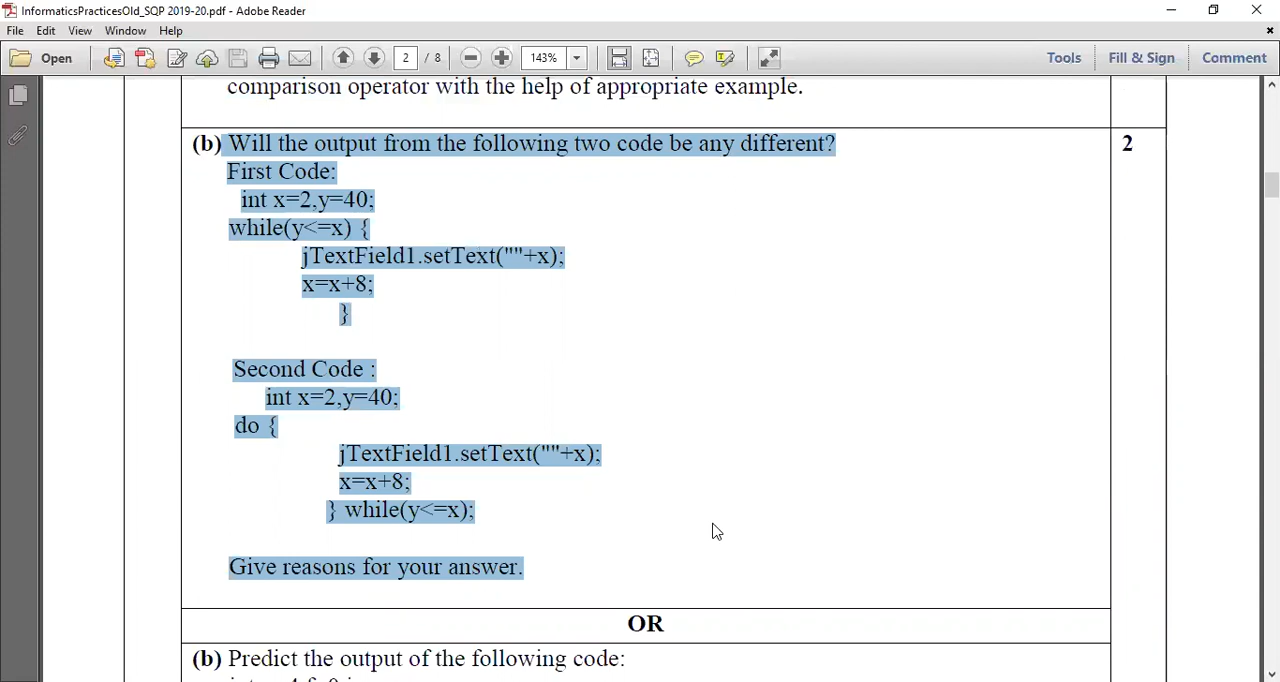 InformaticsPracticesOld_SQP 2019-20.pdf - Adobe Reader
File Edit View Window Help
Open 2 / 8 143% Tools Fill & Sign Comment
comparison operator with the help of appropriate example.
(b) Will the output from the following two code be any different? 2
First Code:
int x=2,y=40;
while(y<=x) {
jTextField1.setText(""+x);
x=x+8;
}
Second Code :
int x=2,y=40;
do {
jTextField1.setText(""+x);
x=x+8;
} while(y<=x);
Give reasons for your answer.
OR
(b) Predict the output of the following code: